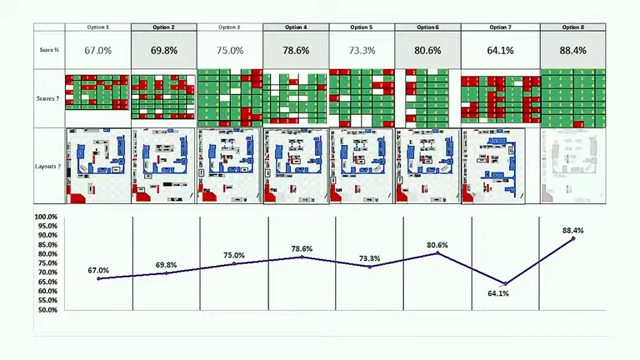 Option 1 Option 2 Option 3 Option 4 Option 5 Option 6 Option 7 Option 8
Score% 67.0% 69.8% 75.0% 78.6% 73.3% 80.6% 64.1% 88.4%
Scores ?
Layouts ?
100.0%
95.0%
90.0%
85.0%
80.0%
75.0%
70.0%
65.0%
60.0%
55.0%
50.0%
67.0% 69.8% 75.0% 78.6% 73.3% 80.6% 64.1% 88.4%